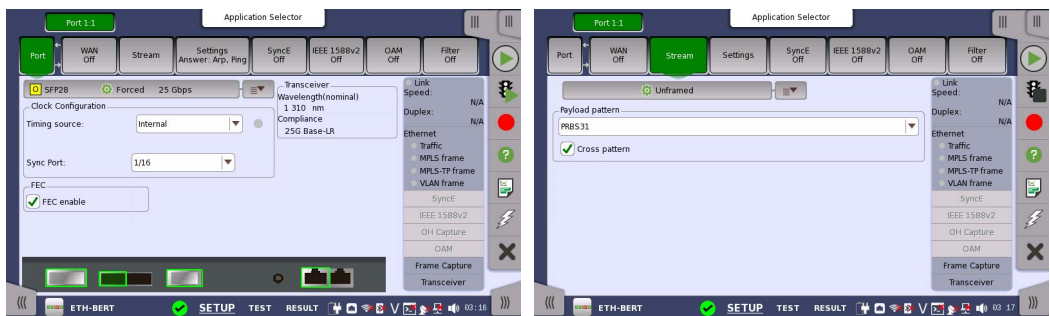 Port 1:1
Application Selector
Port
WAN
Off
Stream
Settings
Answer: Arp, Ping
SyncE
Off
IEEE 1588v2
Off
OAM
Off
Filter
Off
SFP28
Forced
25 Gbps
Clock Configuration
Timing source:
Internal
Sync Port:
1/16
FEC
FEC enable
Transceiver
Wavelength(nominal)
1 310 nm
Compliance
25G Base-LR
Link
Speed:
N/A
Duplex:
N/A
Ethernet
Traffic
MPLS frame
MPLS-TP frame
VLAN frame
SyncE
IEEE 1588v2
OH Capture
OAM
Frame Capture
Transceiver
ETH-BERT
SETUP
TEST
RESULT
03:16
Port 1:1
Application Selector
Port
WAN
Off
Stream
Settings
SyncE
Off
IEEE 1588v2
Off
OAM
Off
Filter
Off
Unframed
Payload pattern
PRBS31
Cross pattern
Link
Speed:
N/A
Duplex:
N/A
Ethernet
Traffic
MPLS frame
MPLS-TP frame
VLAN frame
SyncE
IEEE 1588v2
OH Capture
OAM
Frame Capture
Transceiver
ETH-BERT
SETUP
TEST
RESULT
03 17